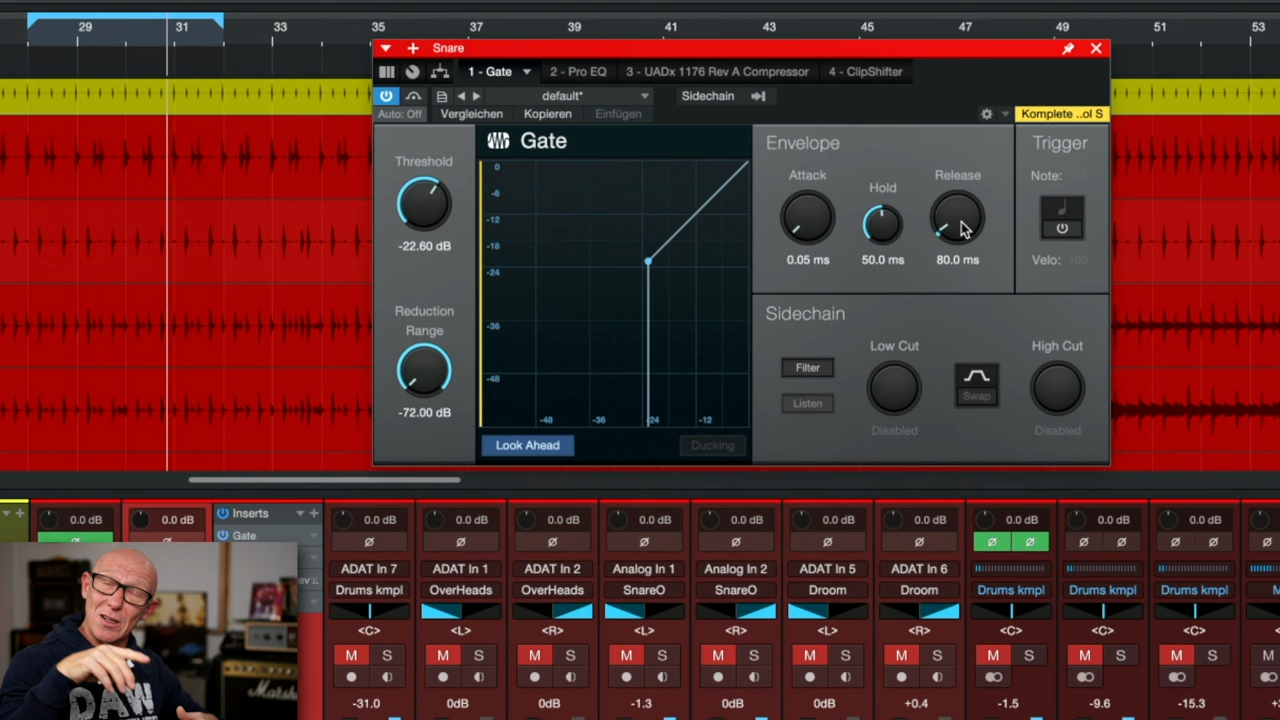 29 31 33 35 37 39 41 43 45 47 49 51 53
Snare
1 - Gate 2 - Pro EQ 3 - UADx 1176 Rev A Compressor 4 - ClipShifter
default* Sidechain
Auto: Off Vergleichen Kopieren Einfügen Komplete ..ol S
Gate
Envelope
Trigger
Threshold
-22.60 dB
Reduction
Range
-72.00 dB
0
-6
-12
-18
-24
-36
-48
-48 -36 -24 -12
Look Ahead Ducking
Attack Hold Release
0.05 ms 50.0 ms 80.0 ms
Note:
Velo: 100
Sidechain
Filter
Listen
Low Cut
Disabled
Swap
High Cut
Disabled
0.0 dB 0.0 dB Inserts 0.0 dB 0.0 dB 0.0 dB 0.0 dB 0.0 dB 0.0 dB 0.0 dB 0.0 dB 0.0 dB 0.0 dB
Gate
ADAT In 7 ADAT In 1 ADAT In 2 Analog In 1 Analog In 2 ADAT In 5 ADAT In 6
Drums kmpl OverHeads OverHeads SnareO SnareO Droom Droom Drums kmpl Drums kmpl Drums kmpl
<C> <L> <R> <L> <R> <L> <R> <C> <C> <C>
M S M S M S M S M S M S M S M S M S M S M
-31.0 0dB 0dB -1.3 0dB 0dB +0.4 -1.5 -9.6 -15.3
DAW
Marshall